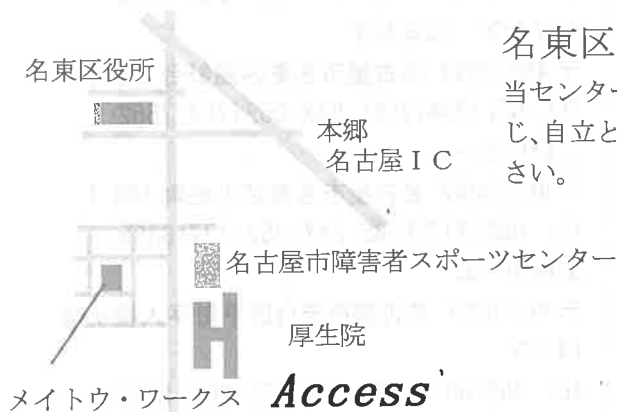 名東区
名東区役所
当センター
じ、自立と
さい。
本郷
名古屋ＩＣ
名古屋市障害者スポーツセンター
厚生院
メイトウ・ワークス
Access